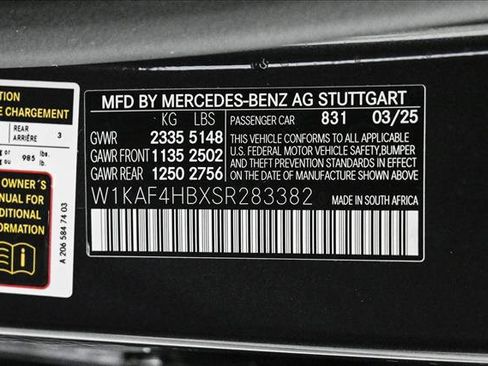 TION
E CHARGEMENT
REAR
ARRIÈRE 3
985 lbs.
OWNER´S
NUAL FOR
DDITIONAL
ORMATION
A 206 584 74 03
MFD BY MERCEDES-BENZ AG STUTTGART
KG LBS PASSENGER CAR 831 03/25
GVWR 2335 5148
GAWR FRONT 1135 2502
GAWR REAR 1250 2756
THIS VEHICLE CONFORMS TO ALL APPLICABLE
U.S. FEDERAL MOTOR VEHICLE SAFETY,BUMPER
AND THEFT PREVENTION STANDARDS IN EFFECT
ON THE DATE OF MANUFACTURE SHOWN ABOVE.
W1KAF4HBXSR283382 MADE IN SOUTH AFRICA